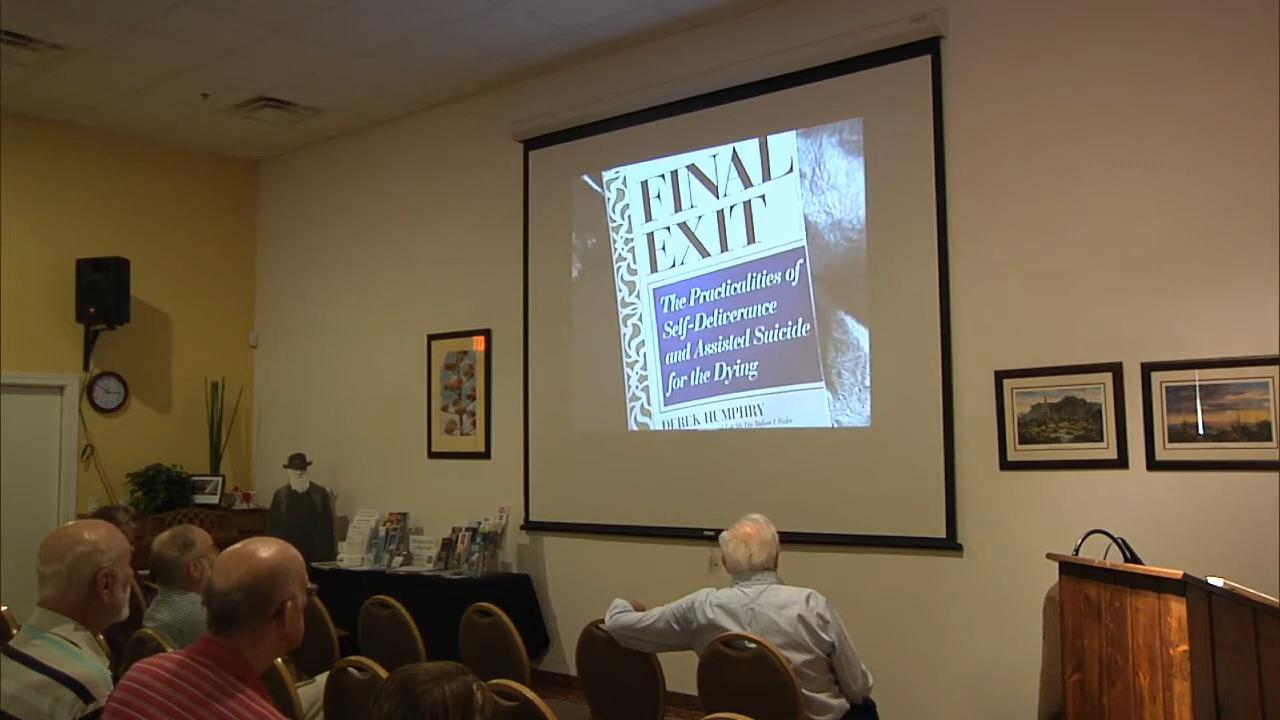 FINAL
EXIT
The Practicalities of
Self-Deliverance
and Assisted Suicide
for the Dying
DEREK HUMPHRY